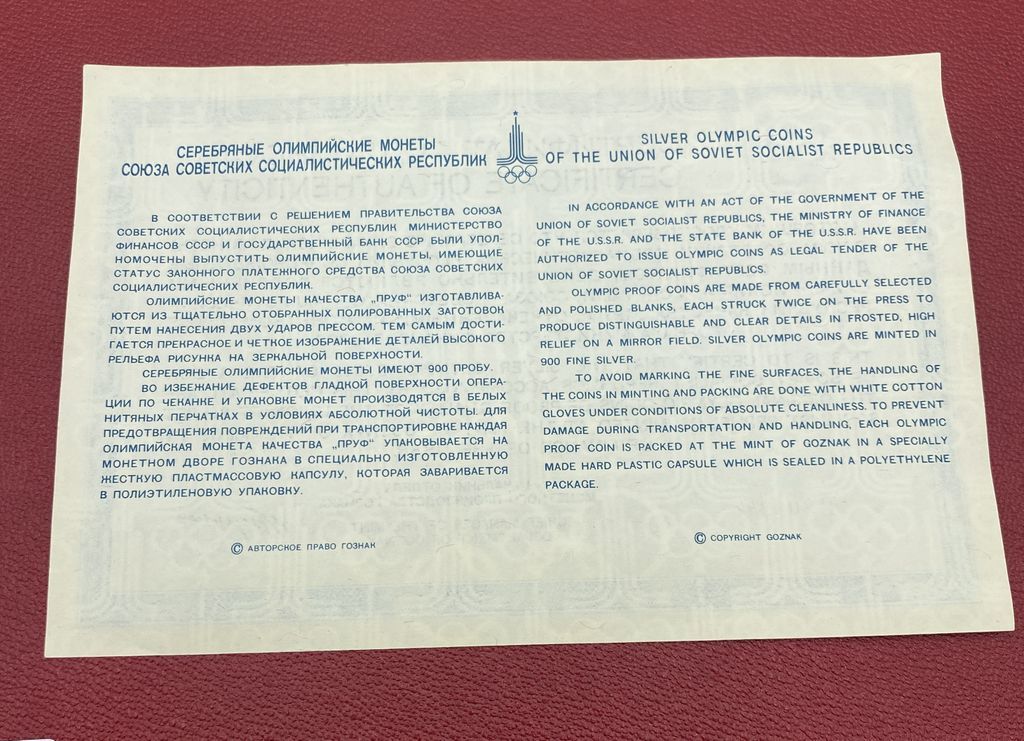 СЕРЕБРЯНЫЕ ОЛИМПИЙСКИЕ МОНЕТЫ
СОЮЗА СОВЕТСКИХ СОЦИАЛИСТИЧЕСКИХ РЕСПУБЛИК
В СООТВЕТСТВИИ С РЕШЕНИЕМ ПРАВИТЕЛЬСТВА СОЮЗА
СОВЕТСКИХ СОЦИАЛИСТИЧЕСКИХ РЕСПУБЛИК МИНИСТЕРСТВО
ФИНАНСОВ СССР И ГОСУДАРСТВЕННЫЙ БАНК СССР БЫЛИ УПОЛ-
НОМОЧЕНЫ ВЫПУСТИТЬ ОЛИМПИЙСКИЕ МОНЕТЫ, ИМЕЮЩИЕ
СТАТУС ЗАКОННОГО ПЛАТЕЖНОГО СРЕДСТВА СОЮЗА СОВЕТСКИХ
СОЦИАЛИСТИЧЕСКИХ РЕСПУБЛИК.
ОЛИМПИЙСКИЕ МОНЕТЫ КАЧЕСТВА „ПРУФ" ИЗГОТАВЛИВА-
ЮТСЯ ИЗ ТЩАТЕЛЬНО ОТОБРАННЫХ ПОЛИРОВАННЫХ ЗАГОТОВОК
ПУТЕМ НАНЕСЕНИЯ ДВУХ УДАРОВ ПРЕССОМ. ТЕМ САМЫМ ДОСТИ-
ГАЕТСЯ ПРЕКРАСНОЕ И ЧЕТКОЕ ИЗОБРАЖЕНИЕ ДЕТАЛЕЙ ВЫСОКОГО
РЕЛЬЕФА РИСУНКА НА ЗЕРКАЛЬНОЙ ПОВЕРХНОСТИ.
СЕРЕБРЯНЫЕ ОЛИМПИЙСКИЕ МОНЕТЫ ИМЕЮТ 900 ПРОБУ.
ВО ИЗБЕЖАНИЕ ДЕФЕКТОВ ГЛАДКОЙ ПОВЕРХНОСТИ ОПЕРА-
ЦИИ ПО ЧЕКАНКЕ И УПАКОВКЕ МОНЕТ ПРОИЗВОДЯТСЯ В БЕЛЫХ
НИТЯНЫХ ПЕРЧАТКАХ В УСЛОВИЯХ АБСОЛЮТНОЙ ЧИСТОТЫ. ДЛЯ
ПРЕДОТВРАЩЕНИЯ ПОВРЕЖДЕНИЙ ПРИ ТРАНСПОРТИРОВКЕ КАЖДАЯ
ОЛИМПИЙСКАЯ МОНЕТА КАЧЕСТВА „ПРУФ" УПАКОВЫВАЕТСЯ НА
МОНЕТНОМ ДВОРЕ ГОЗНАКА В СПЕЦИАЛЬНО ИЗГОТОВЛЕННУЮ
ЖЕСТКУЮ ПЛАСТМАССОВУЮ КАПСУЛУ, КОТОРАЯ ЗАВАРИВАЕТСЯ
В ПОЛИЭТИЛЕНОВУЮ УПАКОВКУ.
© АВТОРСКОЕ ПРАВО ГОЗНАК
SILVER OLYMPIC COINS
OF THE UNION OF SOVIET SOCIALIST REPUBLICS
IN ACCORDANCE WITH AN ACT OF THE GOVERNMENT OF THE
UNION OF SOVIET SOCIALIST REPUBLICS, THE MINISTRY OF FINANCE
OF THE U.S.S.R. AND THE STATE BANK OF THE U.S.S.R. HAVE BEEN
AUTHORIZED TO ISSUE OLYMPIC COINS AS LEGAL TENDER OF THE
UNION OF SOVIET SOCIALIST REPUBLICS.
OLYMPIC PROOF COINS ARE MADE FROM CAREFULLY SELECTED
AND POLISHED BLANKS, EACH STRUCK TWICE ON THE PRESS TO
PRODUCE DISTINGUISHABLE AND CLEAR DETAILS IN FROSTED, HIGH
RELIEF ON A MIRROR FIELD. SILVER OLYMPIC COINS ARE MINTED IN
900 FINE SILVER.
TO AVOID MARKING THE FINE SURFACES, THE HANDLING OF
THE COINS IN MINTING AND PACKING ARE DONE WITH WHITE COTTON
GLOVES UNDER CONDITIONS OF ABSOLUTE CLEANLINESS. TO PREVENT
DAMAGE DURING TRANSPORTATION AND HANDLING, EACH OLYMPIC
PROOF COIN IS PACKED AT THE MINT OF GOZNAK IN A SPECIALLY
MADE HARD PLASTIC CAPSULE WHICH IS SEALED IN A POLYETHYLENE
PACKAGE.
© COPYRIGHT GOZNAK